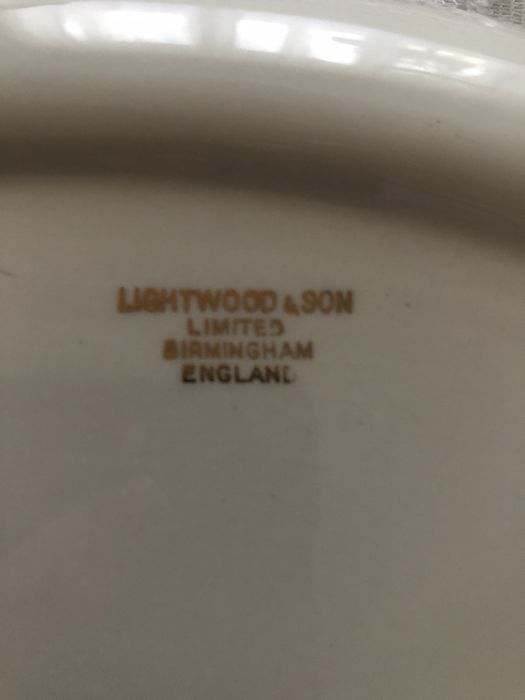 LIGHTWOOD & SON
LIMITED
BIRMINGHAM
ENGLAND